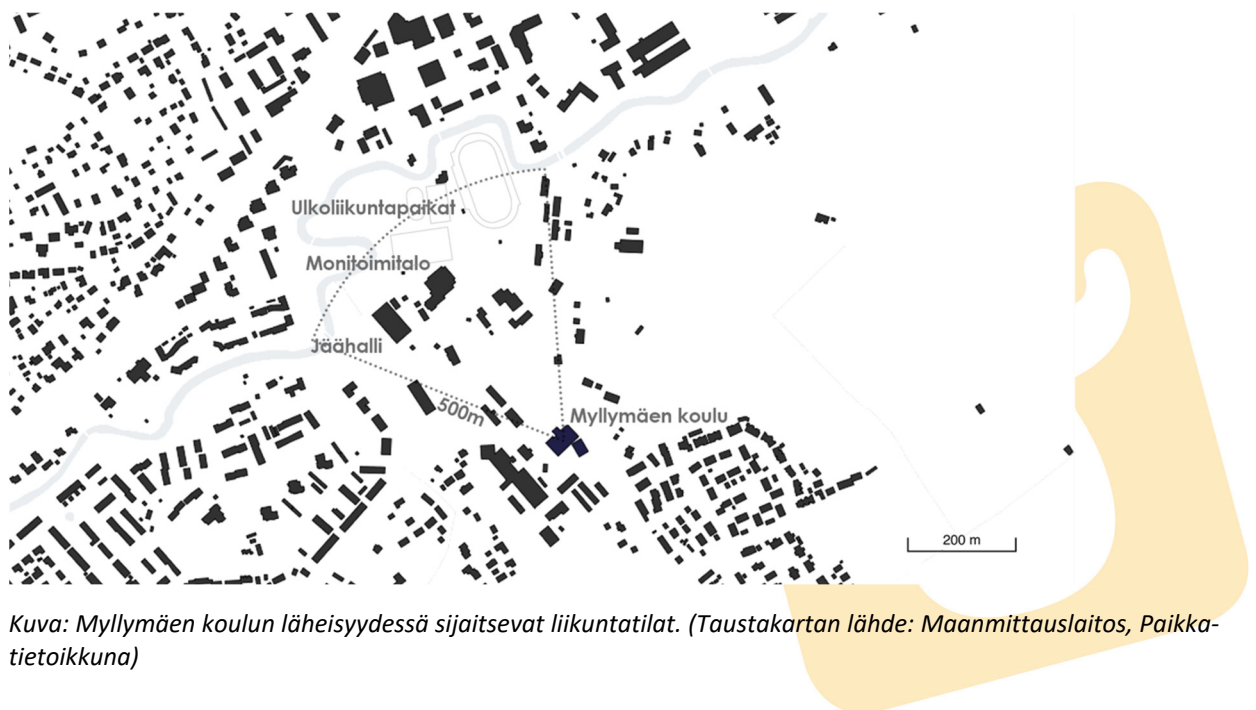 Ulkoliikuntapaikat
Monitoimitalo
Jäähalli
500m
Myllymäen koulu
200 m
Kuva: Myllymäen koulun läheisyydessä sijaitsevat liikuntatilat. (Taustakartan lähde: Maanmittauslaitos, Paikka-
tietoikkuna)